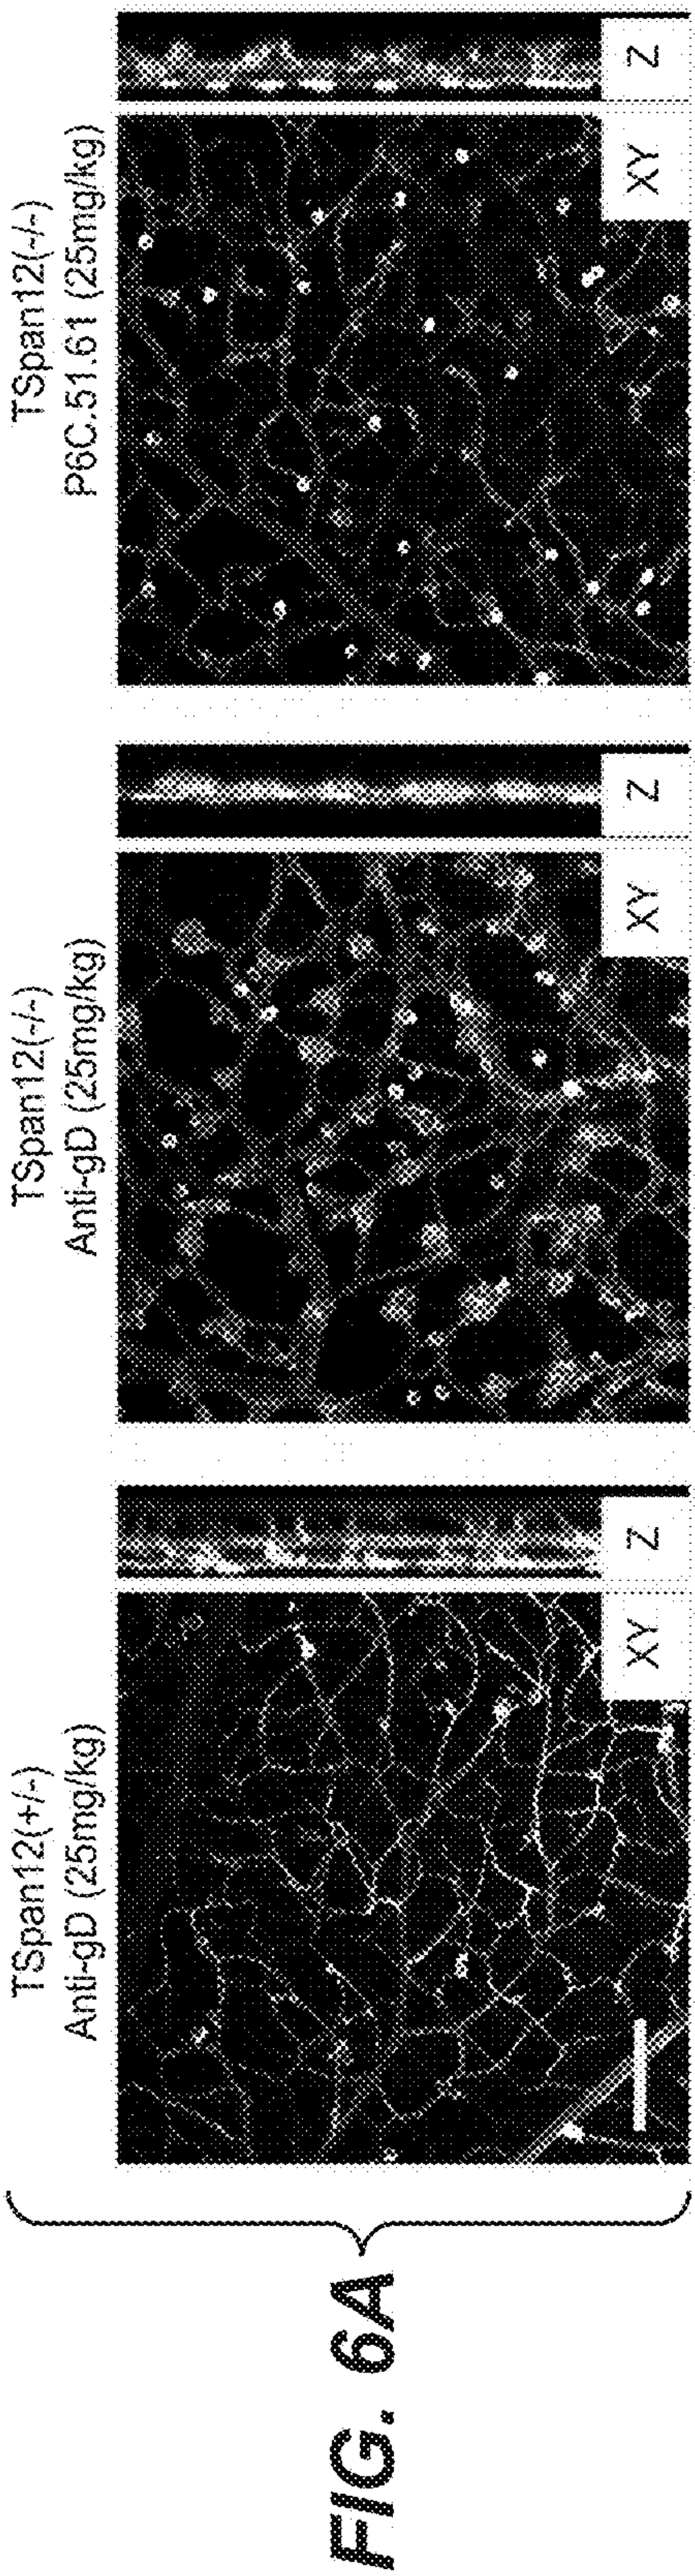 TSpan12(+/-)
Anti-gD (25mg/kg)
XY
Z
TSpan12(-/-)
Anti-gD (25mg/kg)
XY
Z
TSpan12(-/-)
P6C.51.61 (25mg/kg)
XY
Z
FIG. 6A